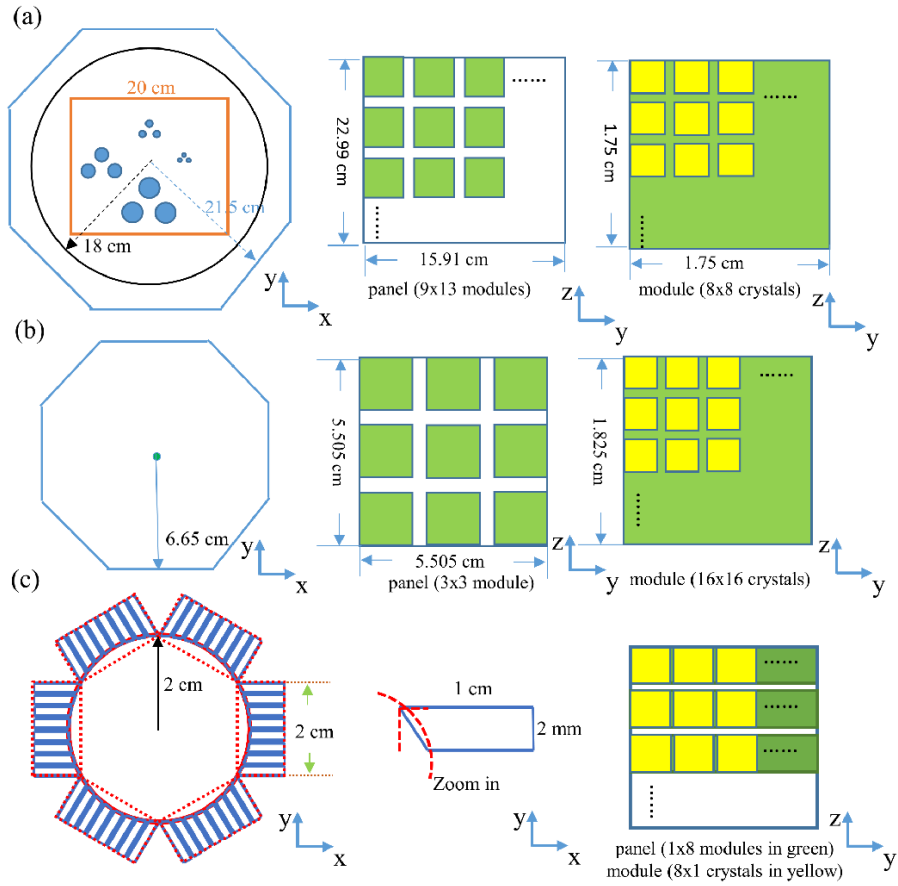 (a)
20 cm
21.5 cm
18 cm
y
x
22.99 cm
......
15.91 cm
panel (9x13 modules)
z
y
1.75 cm
......
1.75 cm
module (8x8 crystals)
z
y
(b)
6.65 cm
y
x
5.505 cm
5.505 cm
panel (3x3 module)
z
y
1.825 cm
......
module (16x16 crystals)
z
y
(c)
2 cm
2 cm
y
x
1 cm
2 mm
Zoom in
y
x
......
......
......
panel (1x8 modules in green)
module (8x1 crystals in yellow)
z
y